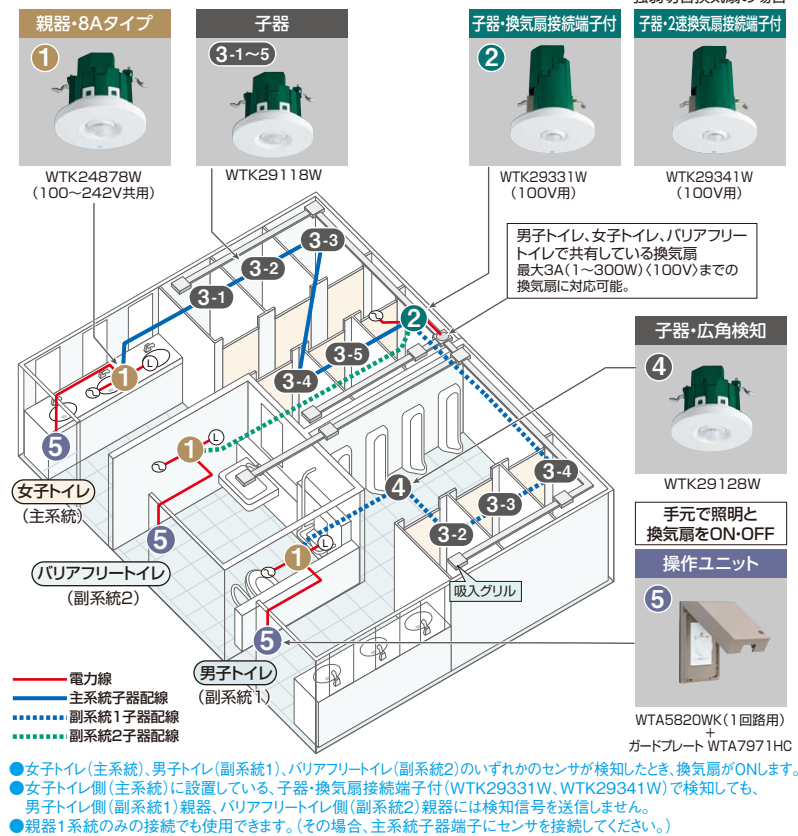 親器・8Aタイプ
1
WTK24878W
(100〜242V共用)
子器
3-1〜5
WTK29118W
子器・換気扇接続端子付
2
WTK29331W
(100V用)
子器・2速換気扇接続端子付
WTK29341W
(100V用)
男子トイレ、女子トイレ、バリアフリー
トイレで共有している換気扇
最大3A(1〜300W)〈100V〉までの
換気扇に対応可能。
子器・広角検知
4
WTK29128W
手元で照明と
換気扇をON・OFF
操作ユニット
5
WTA5820WK(1回路用)
+
ガードプレート WTA7971HC
3-3
3-2
3-1
2
3-5
3-4
1
L
5
女子トイレ
(主系統)
1
L
5
バリアフリートイレ
(副系統2)
4
3-4
3-3
3-2
1
L
5
吸入グリル
男子トイレ
(副系統1)
電力線
主系統子器配線
副系統1子器配線
副系統2子器配線
●女子トイレ(主系統)、男子トイレ(副系統1)、バリアフリートイレ(副系統2)のいずれかのセンサが検知したとき、換気扇がONします。
●女子トイレ側(主系統)に設置している、子器・換気扇接続端子付(WTK29331W、WTK29341W)で検知しても、
男子トイレ側(副系統1)親器、バリアフリートイレ側(副系統2)親器には検知信号を送信しません。
●親器1系統のみの接続でも使用できます。(その場合、主系統子器端子にセンサを接続してください。)